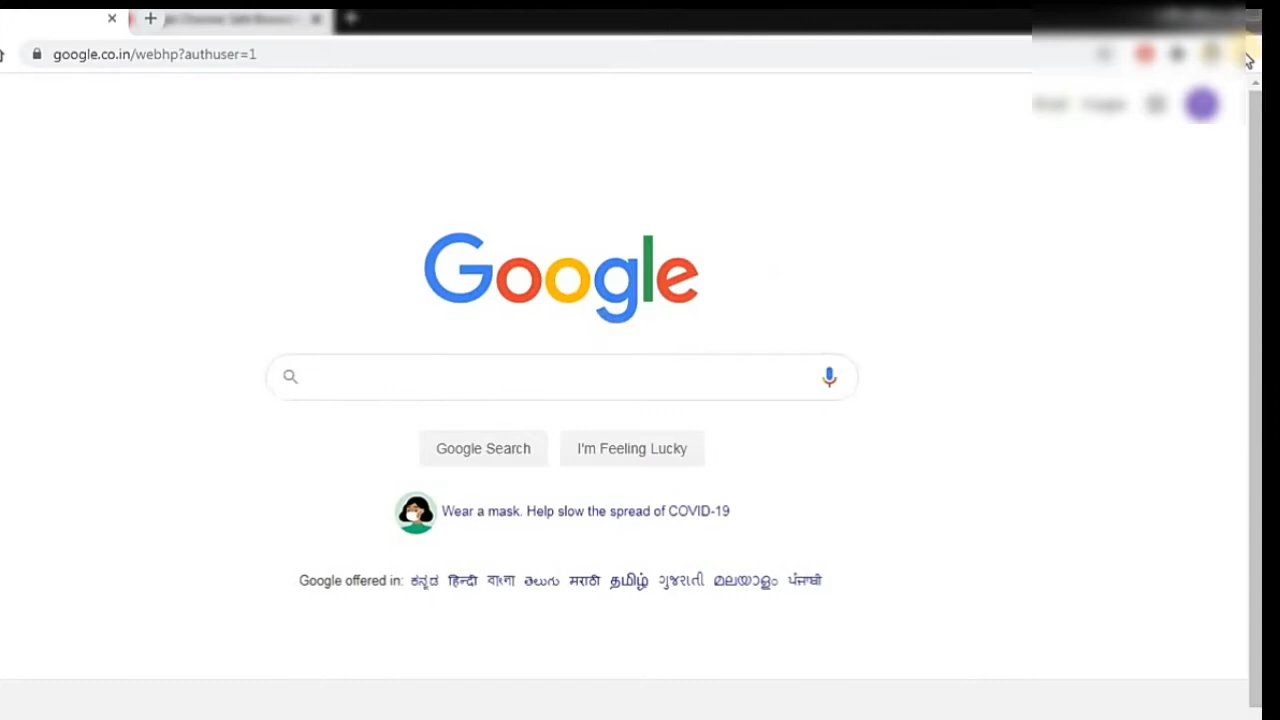 google.co.in/webhp?authuser=1
Google
Google Search I'm Feeling Lucky
Wear a mask. Help slow the spread of COVID-19
Google offered in: ಕನ್ನಡ हिन्दी বাংলা తెలుగు मराठी தமிழ் ગુજરાતી മലയാളം ਪੰਜਾਬੀ